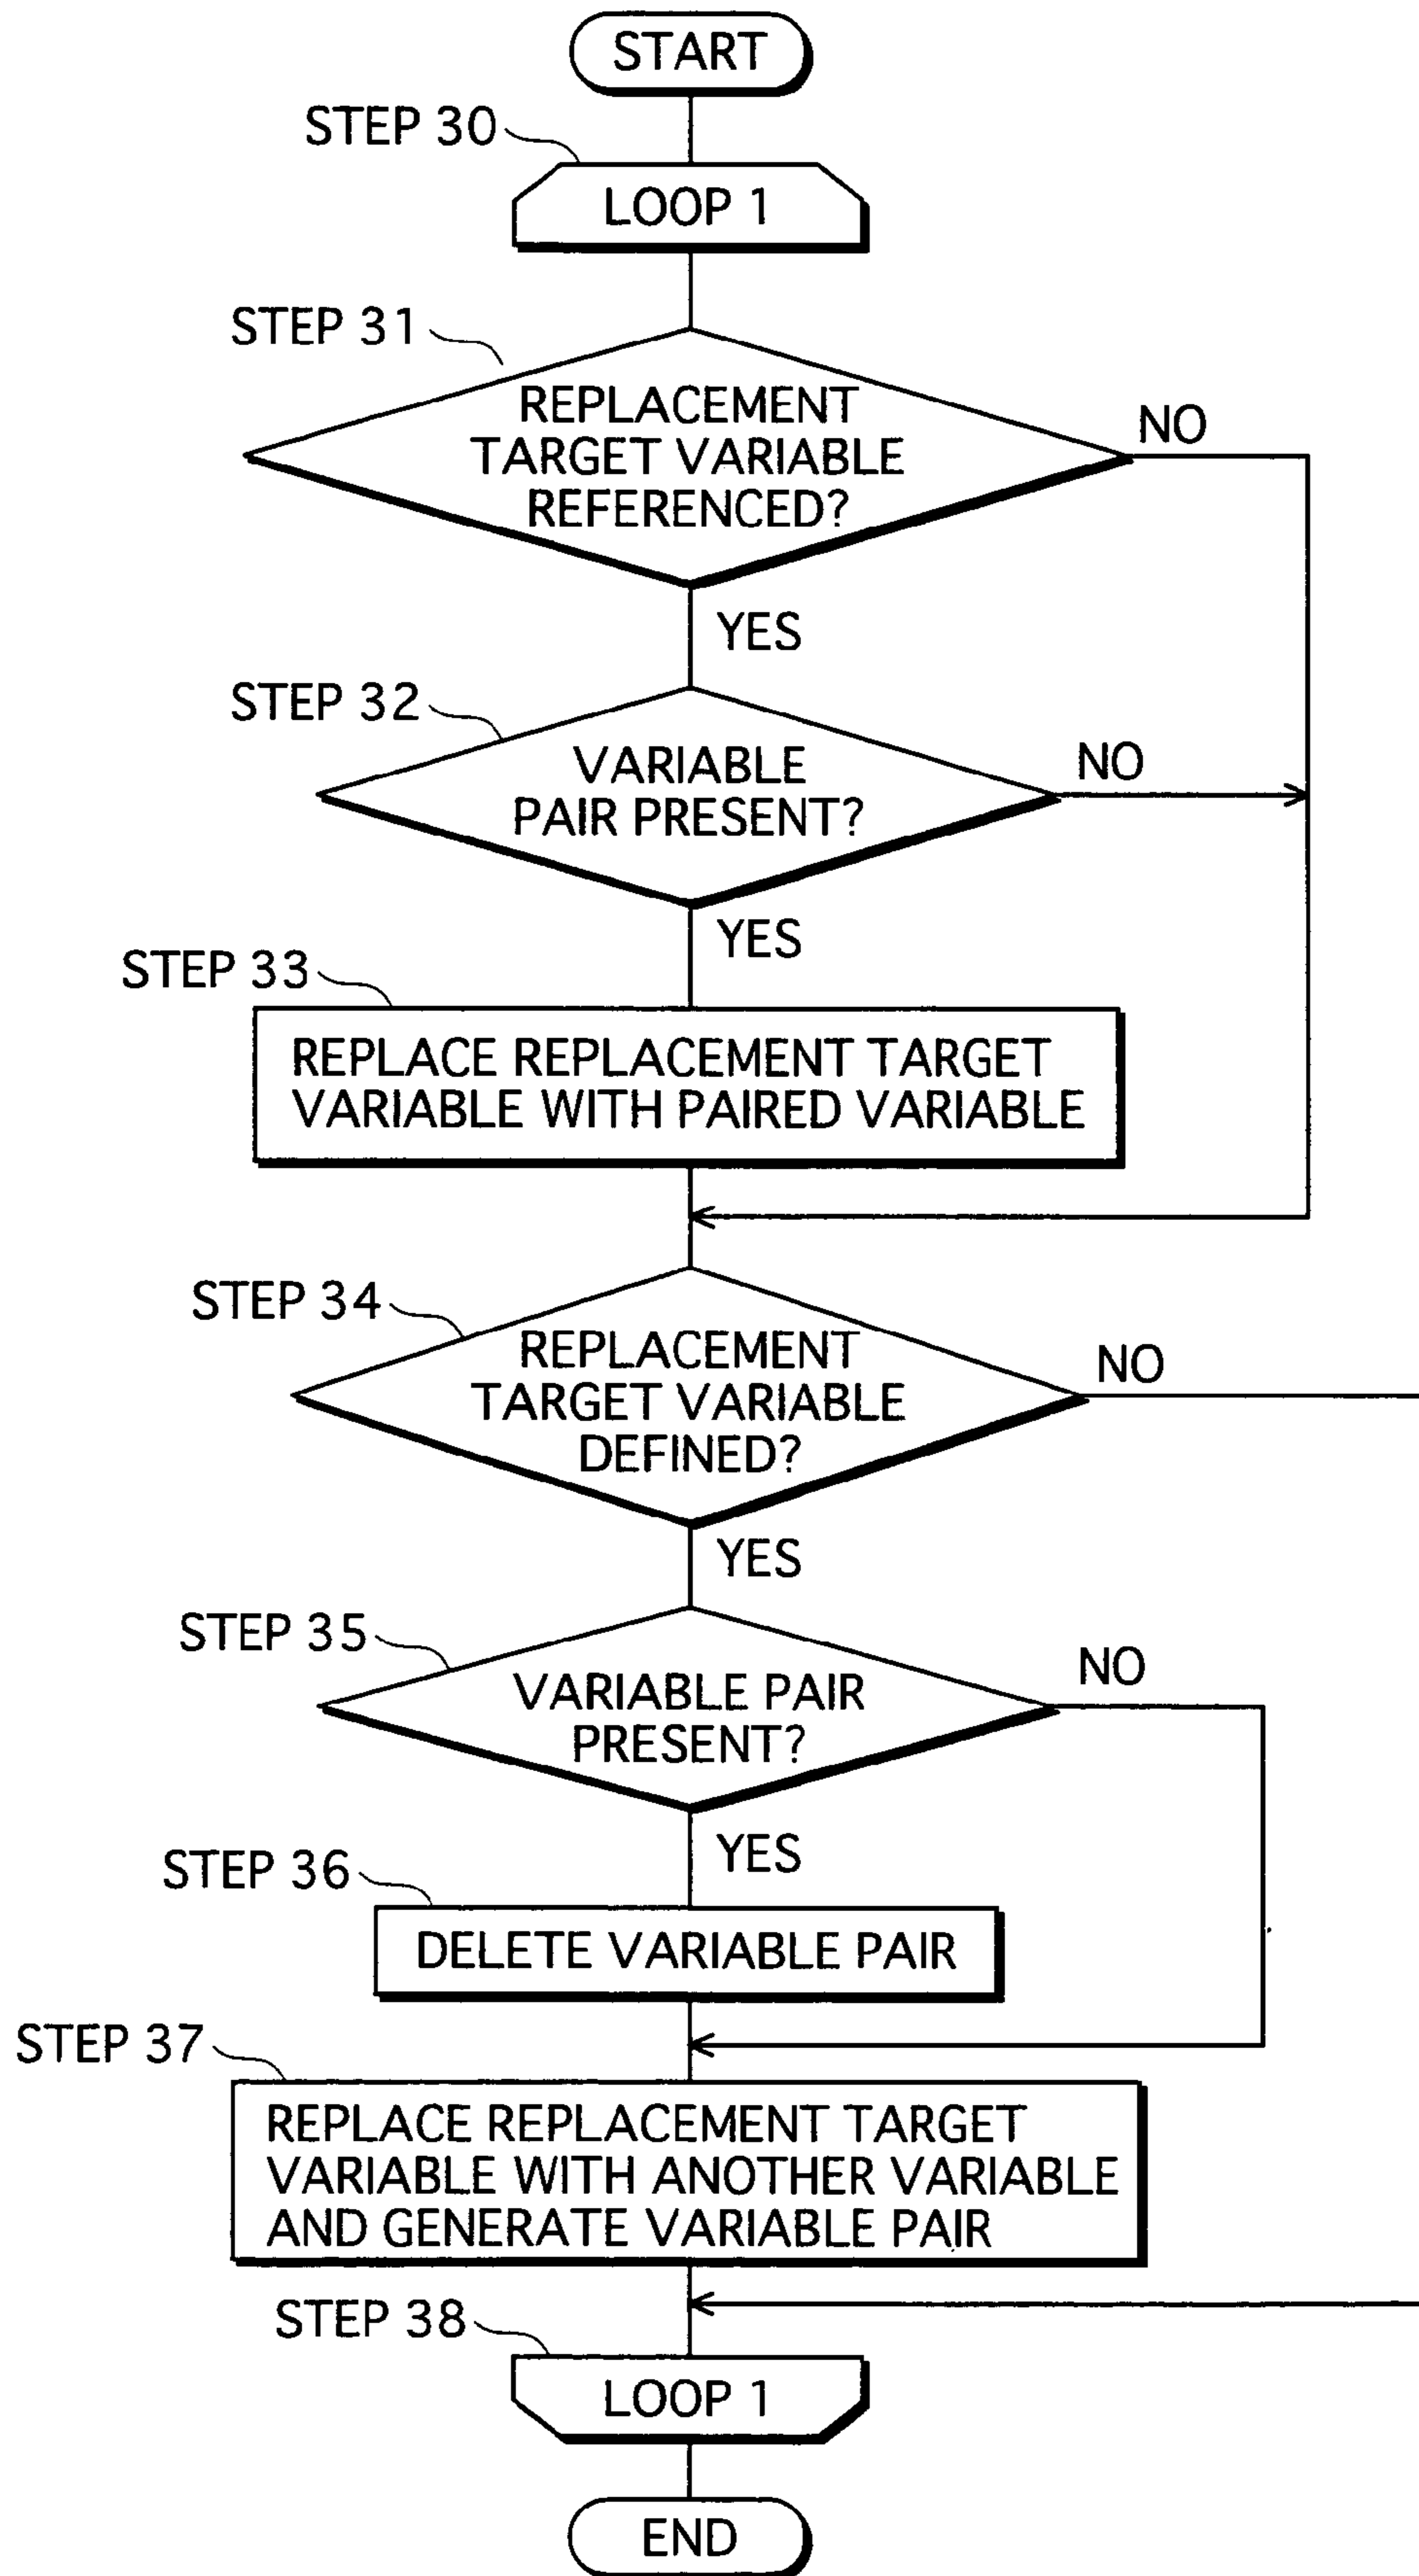 START
STEP 30
LOOP 1
STEP 31
REPLACEMENT
TARGET VARIABLE
REFERENCED?
NO
YES
STEP 32
VARIABLE
PAIR PRESENT?
NO
YES
STEP 33
REPLACE REPLACEMENT TARGET
VARIABLE WITH PAIRED VARIABLE
STEP 34
REPLACEMENT
TARGET VARIABLE
DEFINED?
NO
YES
STEP 35
VARIABLE PAIR
PRESENT?
NO
YES
STEP 36
DELETE VARIABLE PAIR
STEP 37
REPLACE REPLACEMENT TARGET
VARIABLE WITH ANOTHER VARIABLE
AND GENERATE VARIABLE PAIR
STEP 38
LOOP 1
END